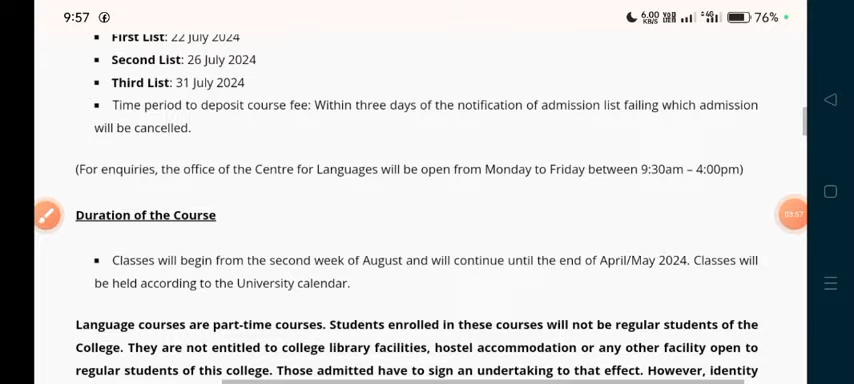 9:57
6.00 KB/S 4G 76%
First List: 22 July 2024
Second List: 26 July 2024
Third List: 31 July 2024
Time period to deposit course fee: Within three days of the notification of admission list failing which admission
will be cancelled.
(For enquiries, the office of the Centre for Languages will be open from Monday to Friday between 9:30am – 4:00pm)
Duration of the Course
03:57
Classes will begin from the second week of August and will continue until the end of April/May 2024. Classes will
be held according to the University calendar.
Language courses are part-time courses. Students enrolled in these courses will not be regular students of the
College. They are not entitled to college library facilities, hostel accommodation or any other facility open to
regular students of this college. Those admitted have to sign an undertaking to that effect. However, identity